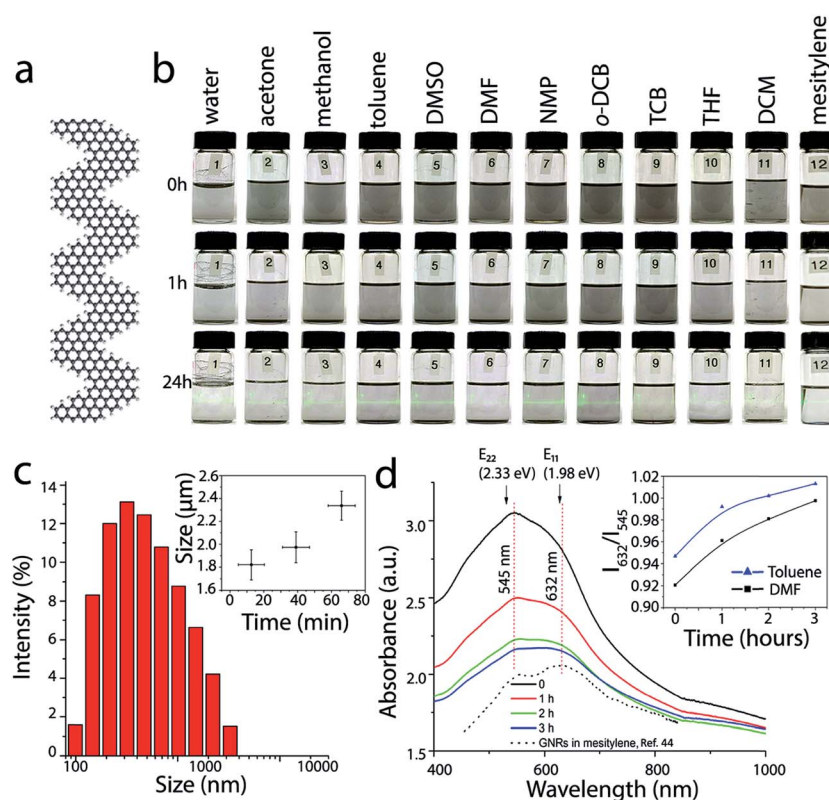 a
b
water acetone methanol toluene DMSO DMF NMP o-DCB TCB THF DCM mesitylene
0h
1 2 3 4 5 6 7 8 9 10 11 12
1h
1 2 3 4 5 6 7 8 9 10 11 12
24h
1 2 3 4 5 6 7 8 9 10 11 12
c
Intensity (%)
14
12
10
8
6
4
2
0
100 1000 10000
Size (nm)
Size (μm)
2.6
2.4
2.2
2.0
1.8
1.6
0 20 40 60 80
Time (min)
d
E22
(2.33 eV)
E11
(1.98 eV)
Absorbance (a.u.)
3.0
2.5
2.0
1.5
545 nm
632 nm
0
1 h
2 h
3 h
GNRs in mesitylene, Ref. 44
400 600 800 1000
Wavelength (nm)
I632/I545
1.02
1.00
0.98
0.96
0.94
0.92
0.90
Toluene
DMF
0 1 2 3
Time (hours)